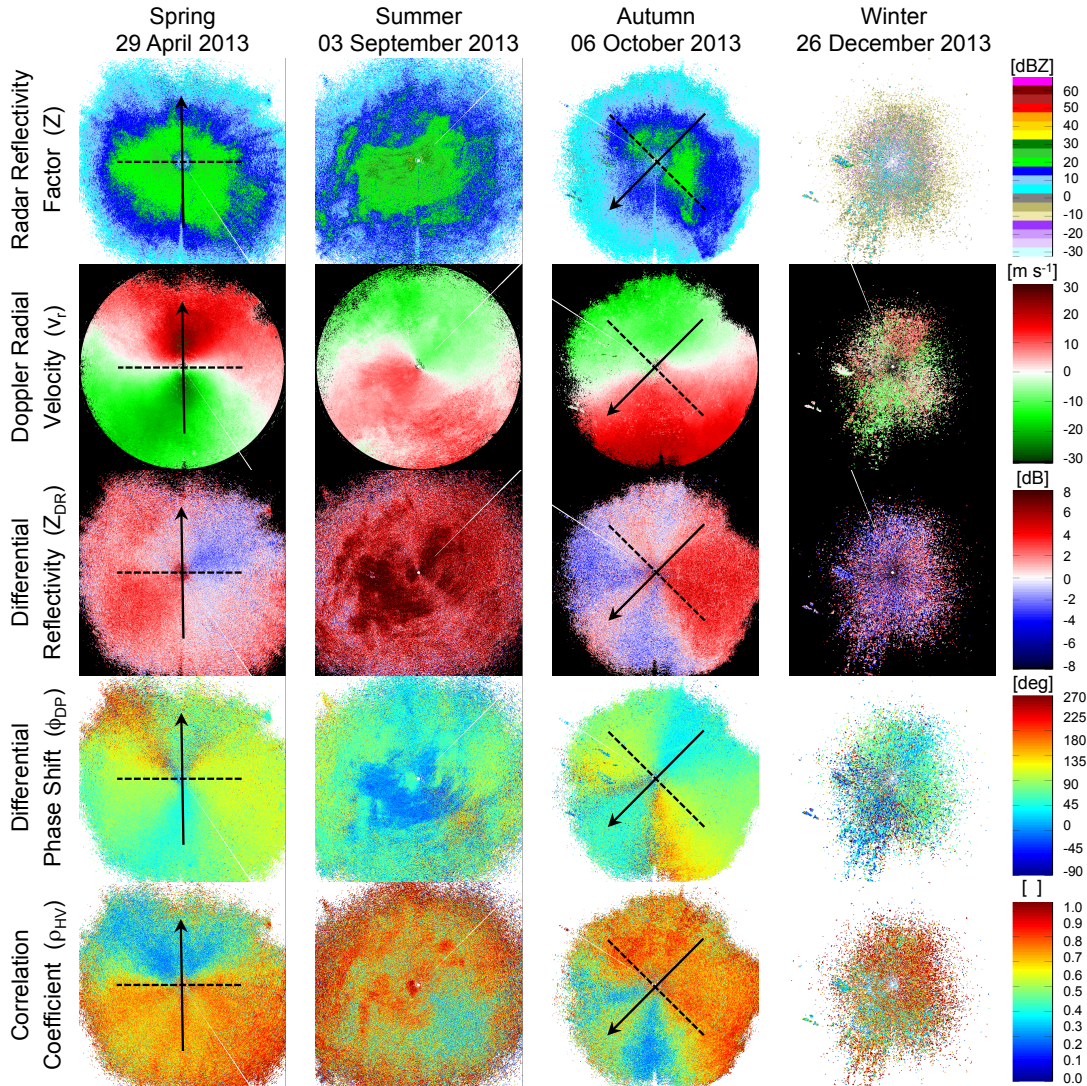 Spring
29 April 2013
Summer
03 September 2013
Autumn
06 October 2013
Winter
26 December 2013
Radar Reflectivity
Factor (Z)
[dBZ]
60
50
40
30
20
10
0
-10
-20
-30
Doppler Radial
Velocity (vr)
[m s-1]
30
20
10
0
-10
-20
-30
Differential
Reflectivity (ZDR)
[dB]
8
6
4
2
0
-2
-4
-6
-8
Differential
Phase Shift (ϕDP)
[deg]
270
225
180
135
90
45
0
-45
-90
Correlation
Coefficient (ρHV)
[ ]
1.0
0.9
0.8
0.7
0.6
0.5
0.4
0.3
0.2
0.1
0.0